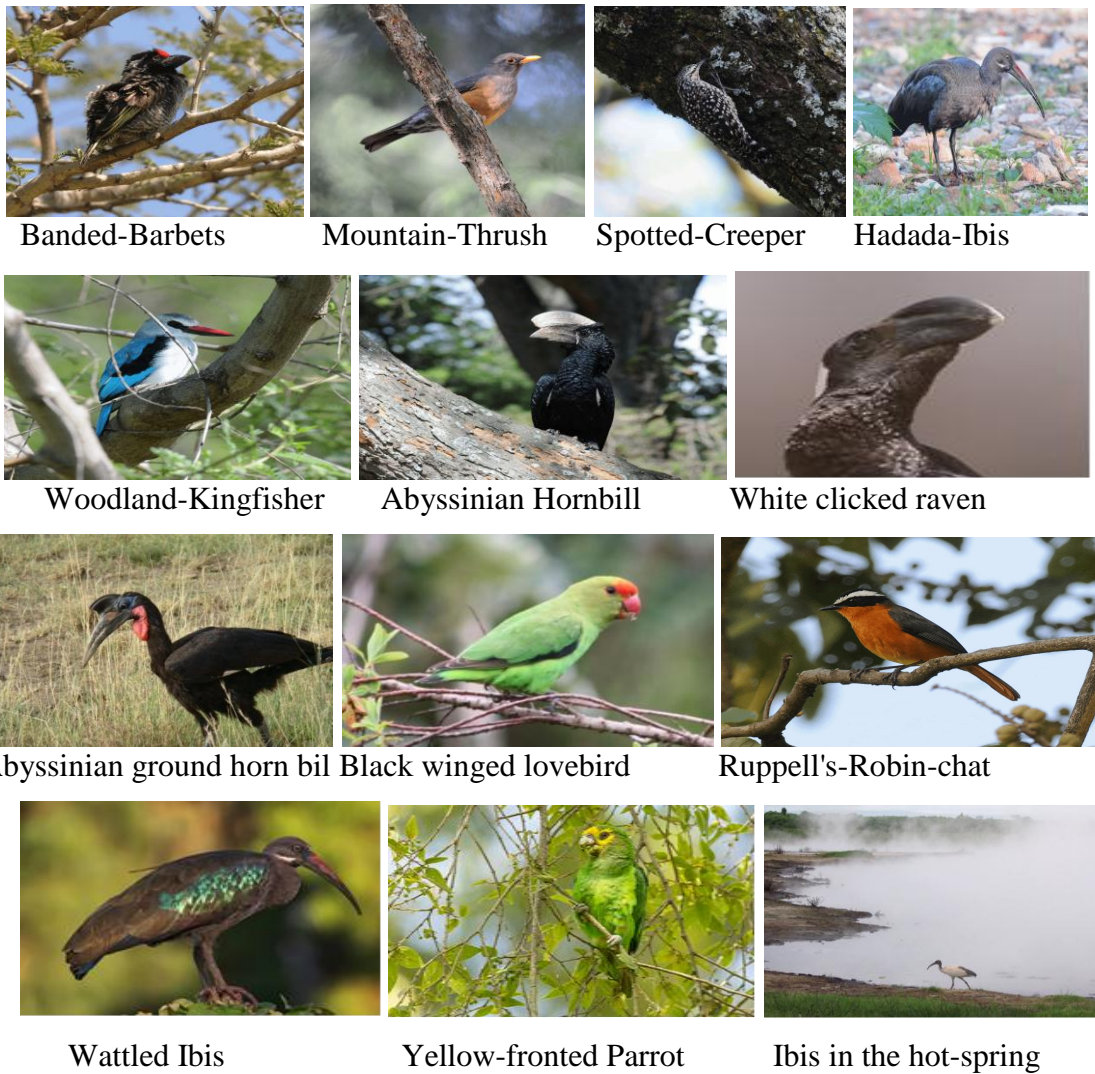 Banded-Barbets Mountain-Thrush Spotted-Creeper Hadada-Ibis
Woodland-Kingfisher Abyssinian Hornbill White clicked raven
byssinian ground horn bil Black winged lovebird Ruppell's-Robin-chat
Wattled Ibis Yellow-fronted Parrot Ibis in the hot-spring